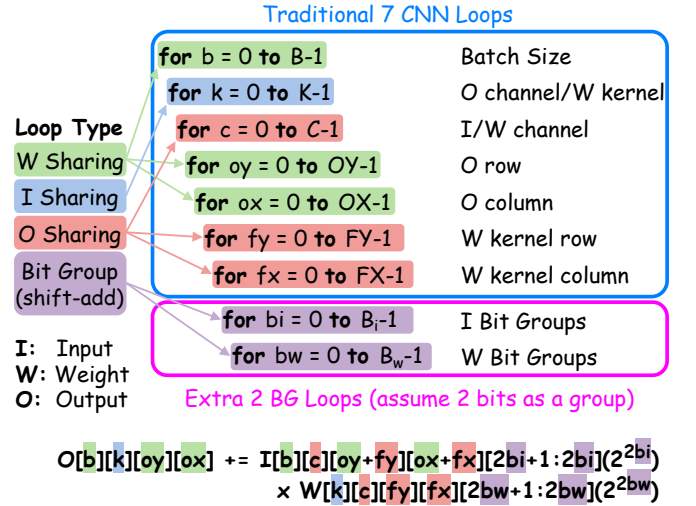 Traditional 7 CNN Loops
for b = 0 to B-1 Batch Size
for k = 0 to K-1 O channel/W kernel
Loop Type
for c = 0 to C-1 I/W channel
W Sharing
for oy = 0 to OY-1 O row
I Sharing
for ox = 0 to OX-1 O column
O Sharing
for fy = 0 to FY-1 W kernel row
Bit Group
(shift-add)
for fx = 0 to FX-1 W kernel column
for bi = 0 to Bᵢ-1 I Bit Groups
I: Input
for bw = 0 to B_w-1 W Bit Groups
W: Weight
O: Output
Extra 2 BG Loops (assume 2 bits as a group)
O[b][k][oy][ox] += I[b][c][oy+fy][ox+fx][2bi+1:2bi](2^{2bi})
× W[k][c][fy][fx][2bw+1:2bw](2^{2bw})